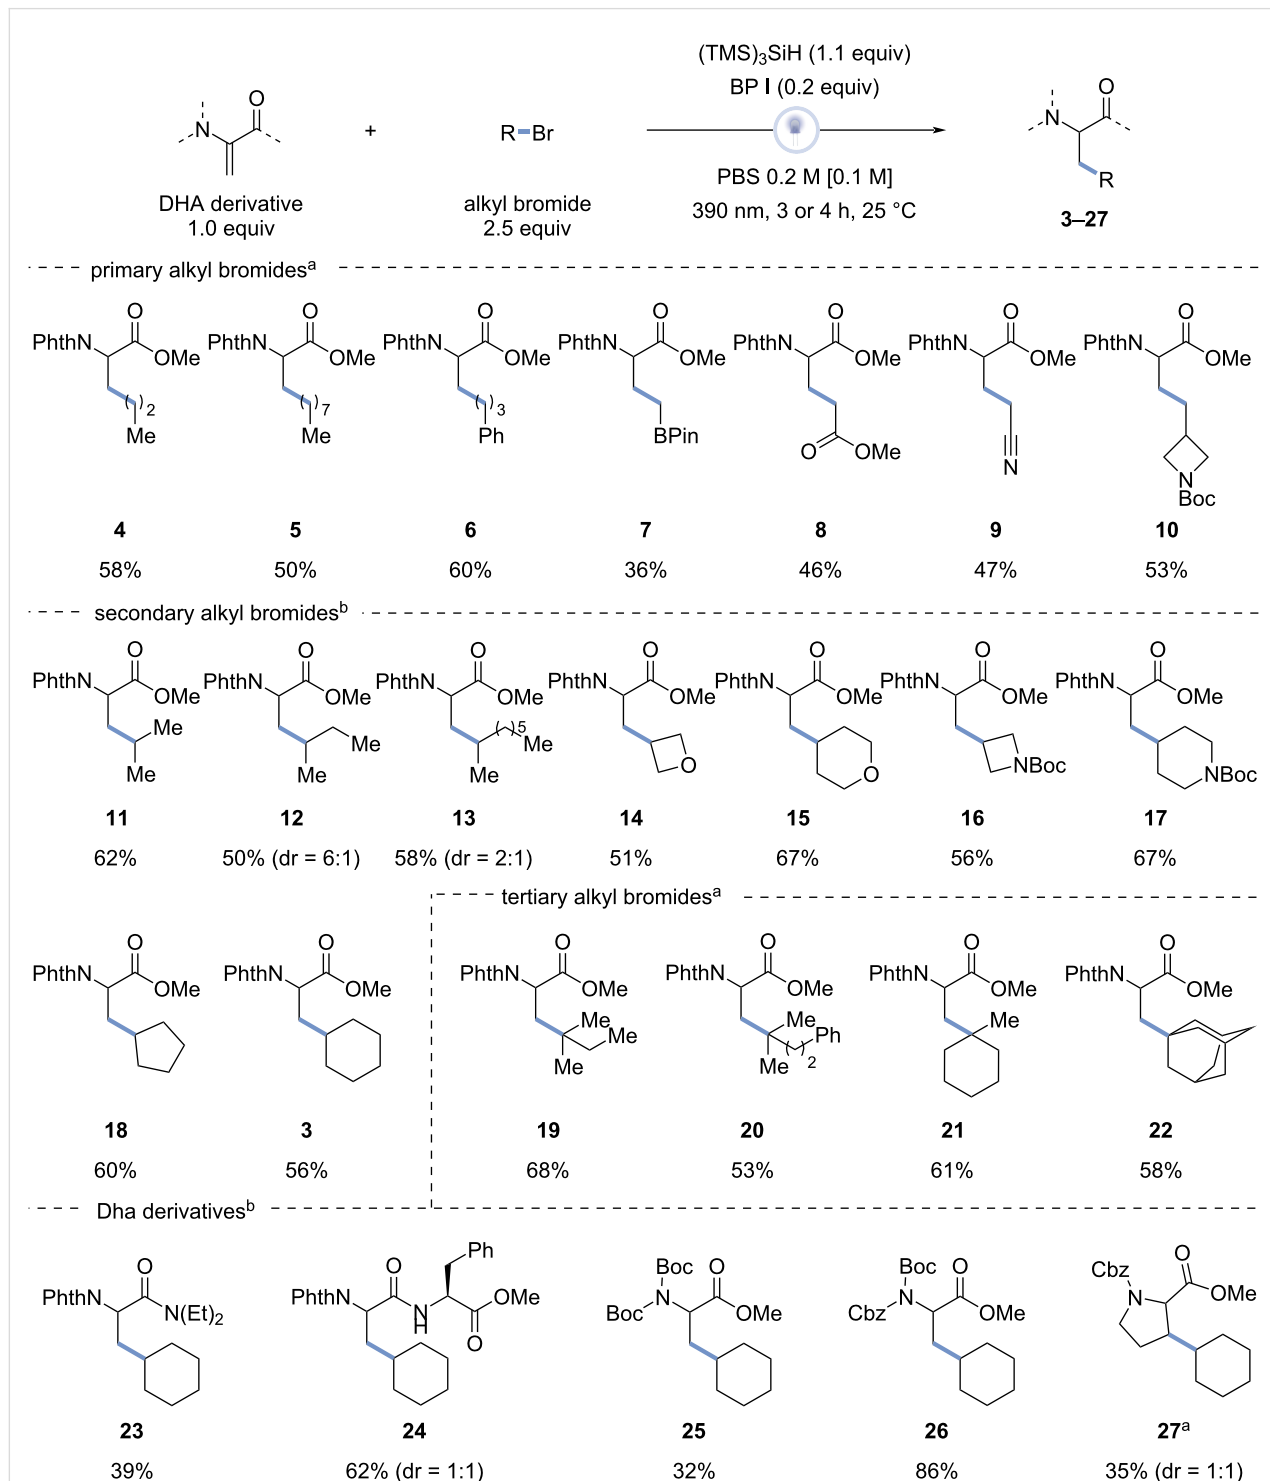 (TMS)3SiH (1.1 equiv)
BP I (0.2 equiv)
N O + R Br N O R
PBS 0.2 M [0.1 M]
390 nm, 3 or 4 h, 25 °C
DHA derivative alkyl bromide 3–27
1.0 equiv 2.5 equiv
primary alkyl bromidesa
O O O O O O O
PhthN OMe PhthN OMe PhthN OMe PhthN OMe PhthN OMe PhthN OMe PhthN OMe
( )2 ( )7 ( )3
Me Me Ph BPin O OMe N N
Boc
4 5 6 7 8 9 10
58% 50% 60% 36% 46% 47% 53%
secondary alkyl bromidesb
O O O O O O O
PhthN OMe PhthN OMe PhthN OMe PhthN OMe PhthN OMe PhthN OMe PhthN OMe
Me Me ( )5 Me
Me Me Me O O NBoc NBoc
11 12 13 14 15 16 17
62% 50% (dr = 6:1) 58% (dr = 2:1) 51% 67% 56% 67%
tertiary alkyl bromidesa
O O O O O O
PhthN OMe PhthN OMe PhthN OMe PhthN OMe PhthN OMe PhthN OMe
Me Me Me Ph Me
Me Me ( )2
18 3 19 20 21 22
60% 56% 68% 53% 61% 58%
Dha derivativesb
O O Ph Boc O Boc O Cbz O
PhthN N(Et)2 PhthN N OMe N OMe Cbz N OMe N OMe
H O Boc
23 24 25 26 27a
39% 62% (dr = 1:1) 32% 86% 35% (dr = 1:1)